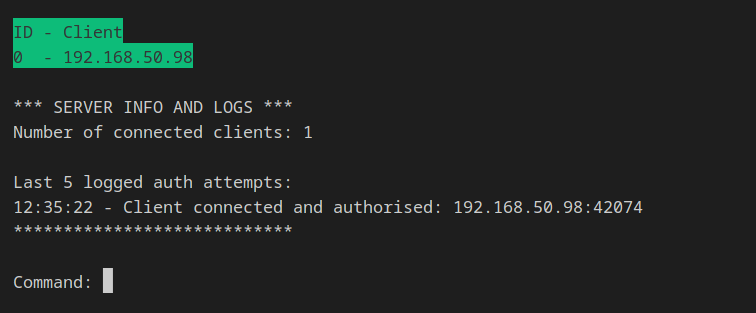 ID - Client
0  - 192.168.50.98
*** SERVER INFO AND LOGS ***
Number of connected clients: 1
Last 5 logged auth attempts:
12:35:22 - Client connected and authorised: 192.168.50.98:42074
****************************
Command: